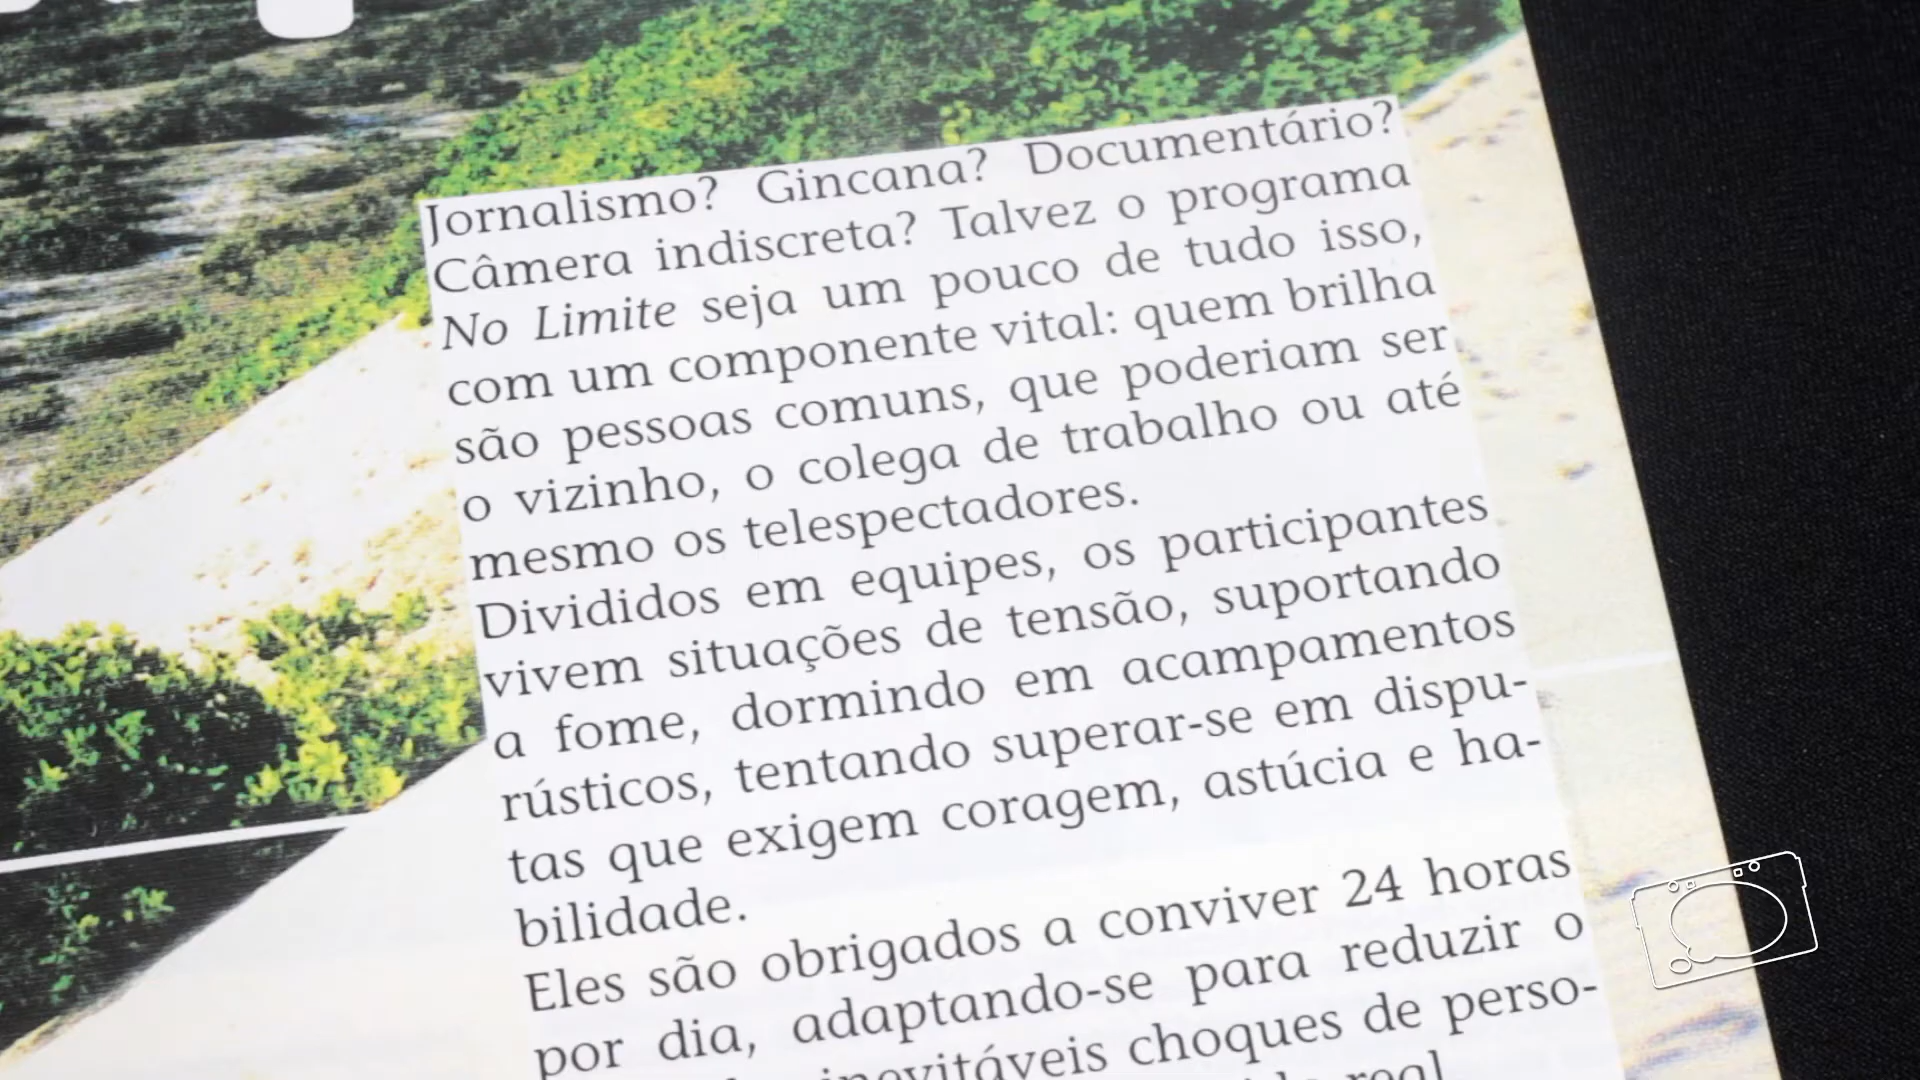 Jornalismo? Gincana? Documentário?
Câmera indiscreta? Talvez o programa
No Limite seja um pouco de tudo isso,
com um componente vital: quem brilha
são pessoas comuns, que poderiam ser
o vizinho, o colega de trabalho ou até
mesmo os telespectadores.
Divididos em equipes, os participantes
vivem situações de tensão, suportando
a fome, dormindo em acampamentos
rústicos, tentando superar-se em dispu-
tas que exigem coragem, astúcia e ha-
bilidade.
Eles são obrigados a conviver 24 horas
por dia, adaptando-se para reduzir o
inevitáveis choques de perso-
real